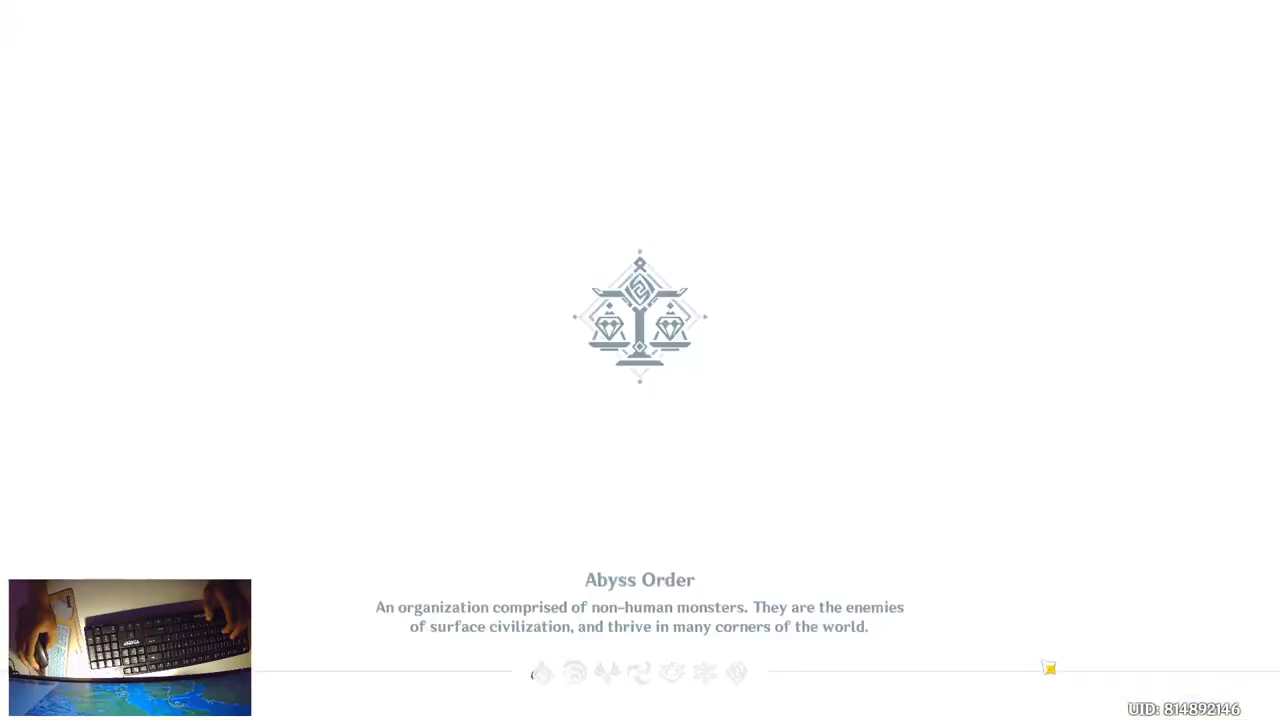 Abyss Order
An organization comprised of non-human monsters. They are the enemies
of surface civilization, and thrive in many corners of the world.
UID: 814892146